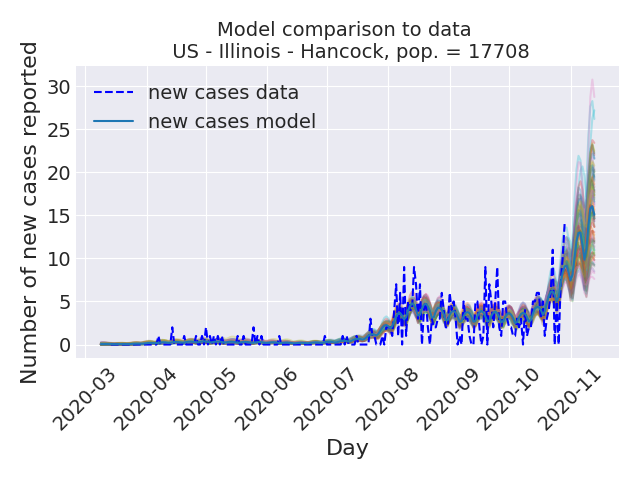 Model comparison to data
US - Illinois - Hancock, pop. = 17708
Number of new cases reported
30
25
20
15
10
5
0
new cases data
new cases model
2020-03
2020-04
2020-05
2020-06
2020-07
2020-08
2020-09
2020-10
2020-11
Day